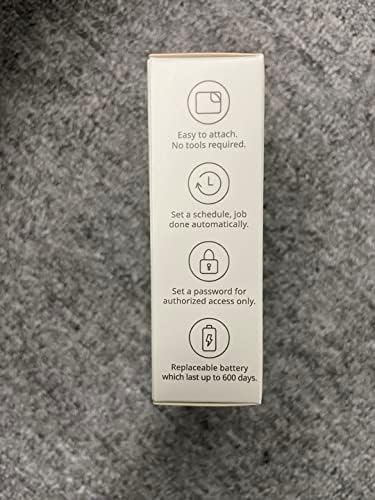 Easy to attach.
No tools required.
Set a schedule, job
done automatically.
Set a password for
authorized access only.
Replaceable battery
which last up to 600 days.